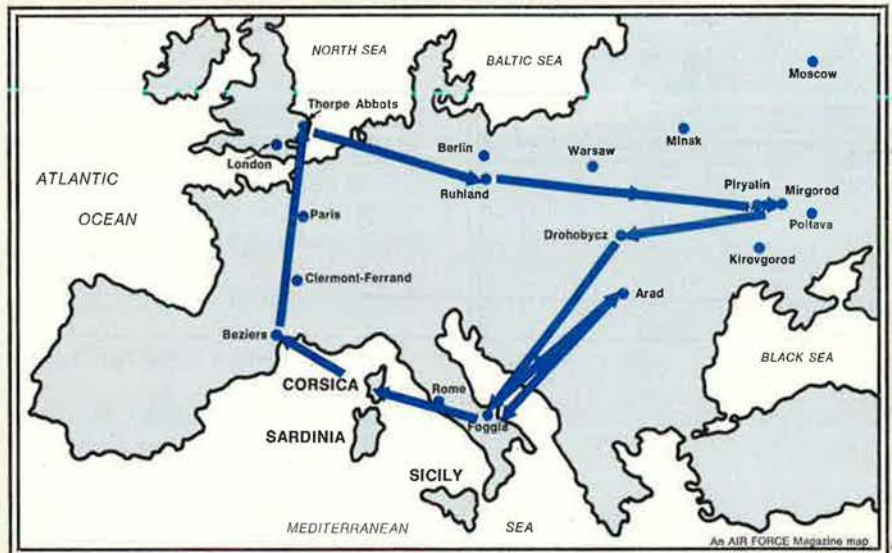 NORTH SEA
BALTIC SEA
Moscow
Thorpe Abbots
Minsk
Berlin
Warsaw
London
ATLANTIC
OCEAN
Ruhland
Piryatin
Mirgorod
Paris
Poltava
Drohobycz
Kirovgorod
Clermont-Ferrand
Arad
Beziers
BLACK SEA
CORSICA
Rome
Foggia
SARDINIA
SICILY
MEDITERRANEAN
SEA
An AIR FORCE Magazine map